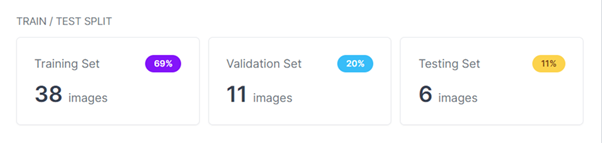 TRAIN / TEST SPLIT
Training Set 69%
38 images
Validation Set 20%
11 images
Testing Set 11%
6 images